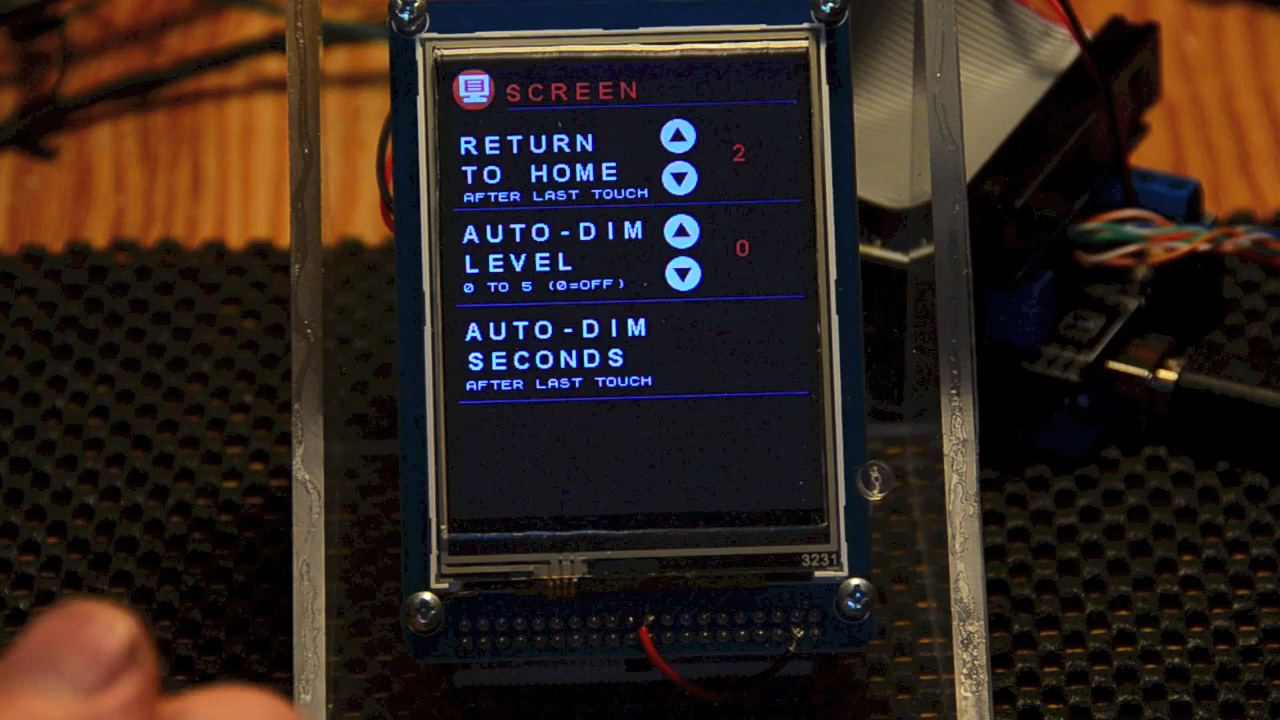 SCREEN
RETURN
TO HOME
AFTER LAST TOUCH
2
AUTO-DIM
LEVEL
0 TO 5 (0=OFF)
0
AUTO-DIM
SECONDS
AFTER LAST TOUCH
3231